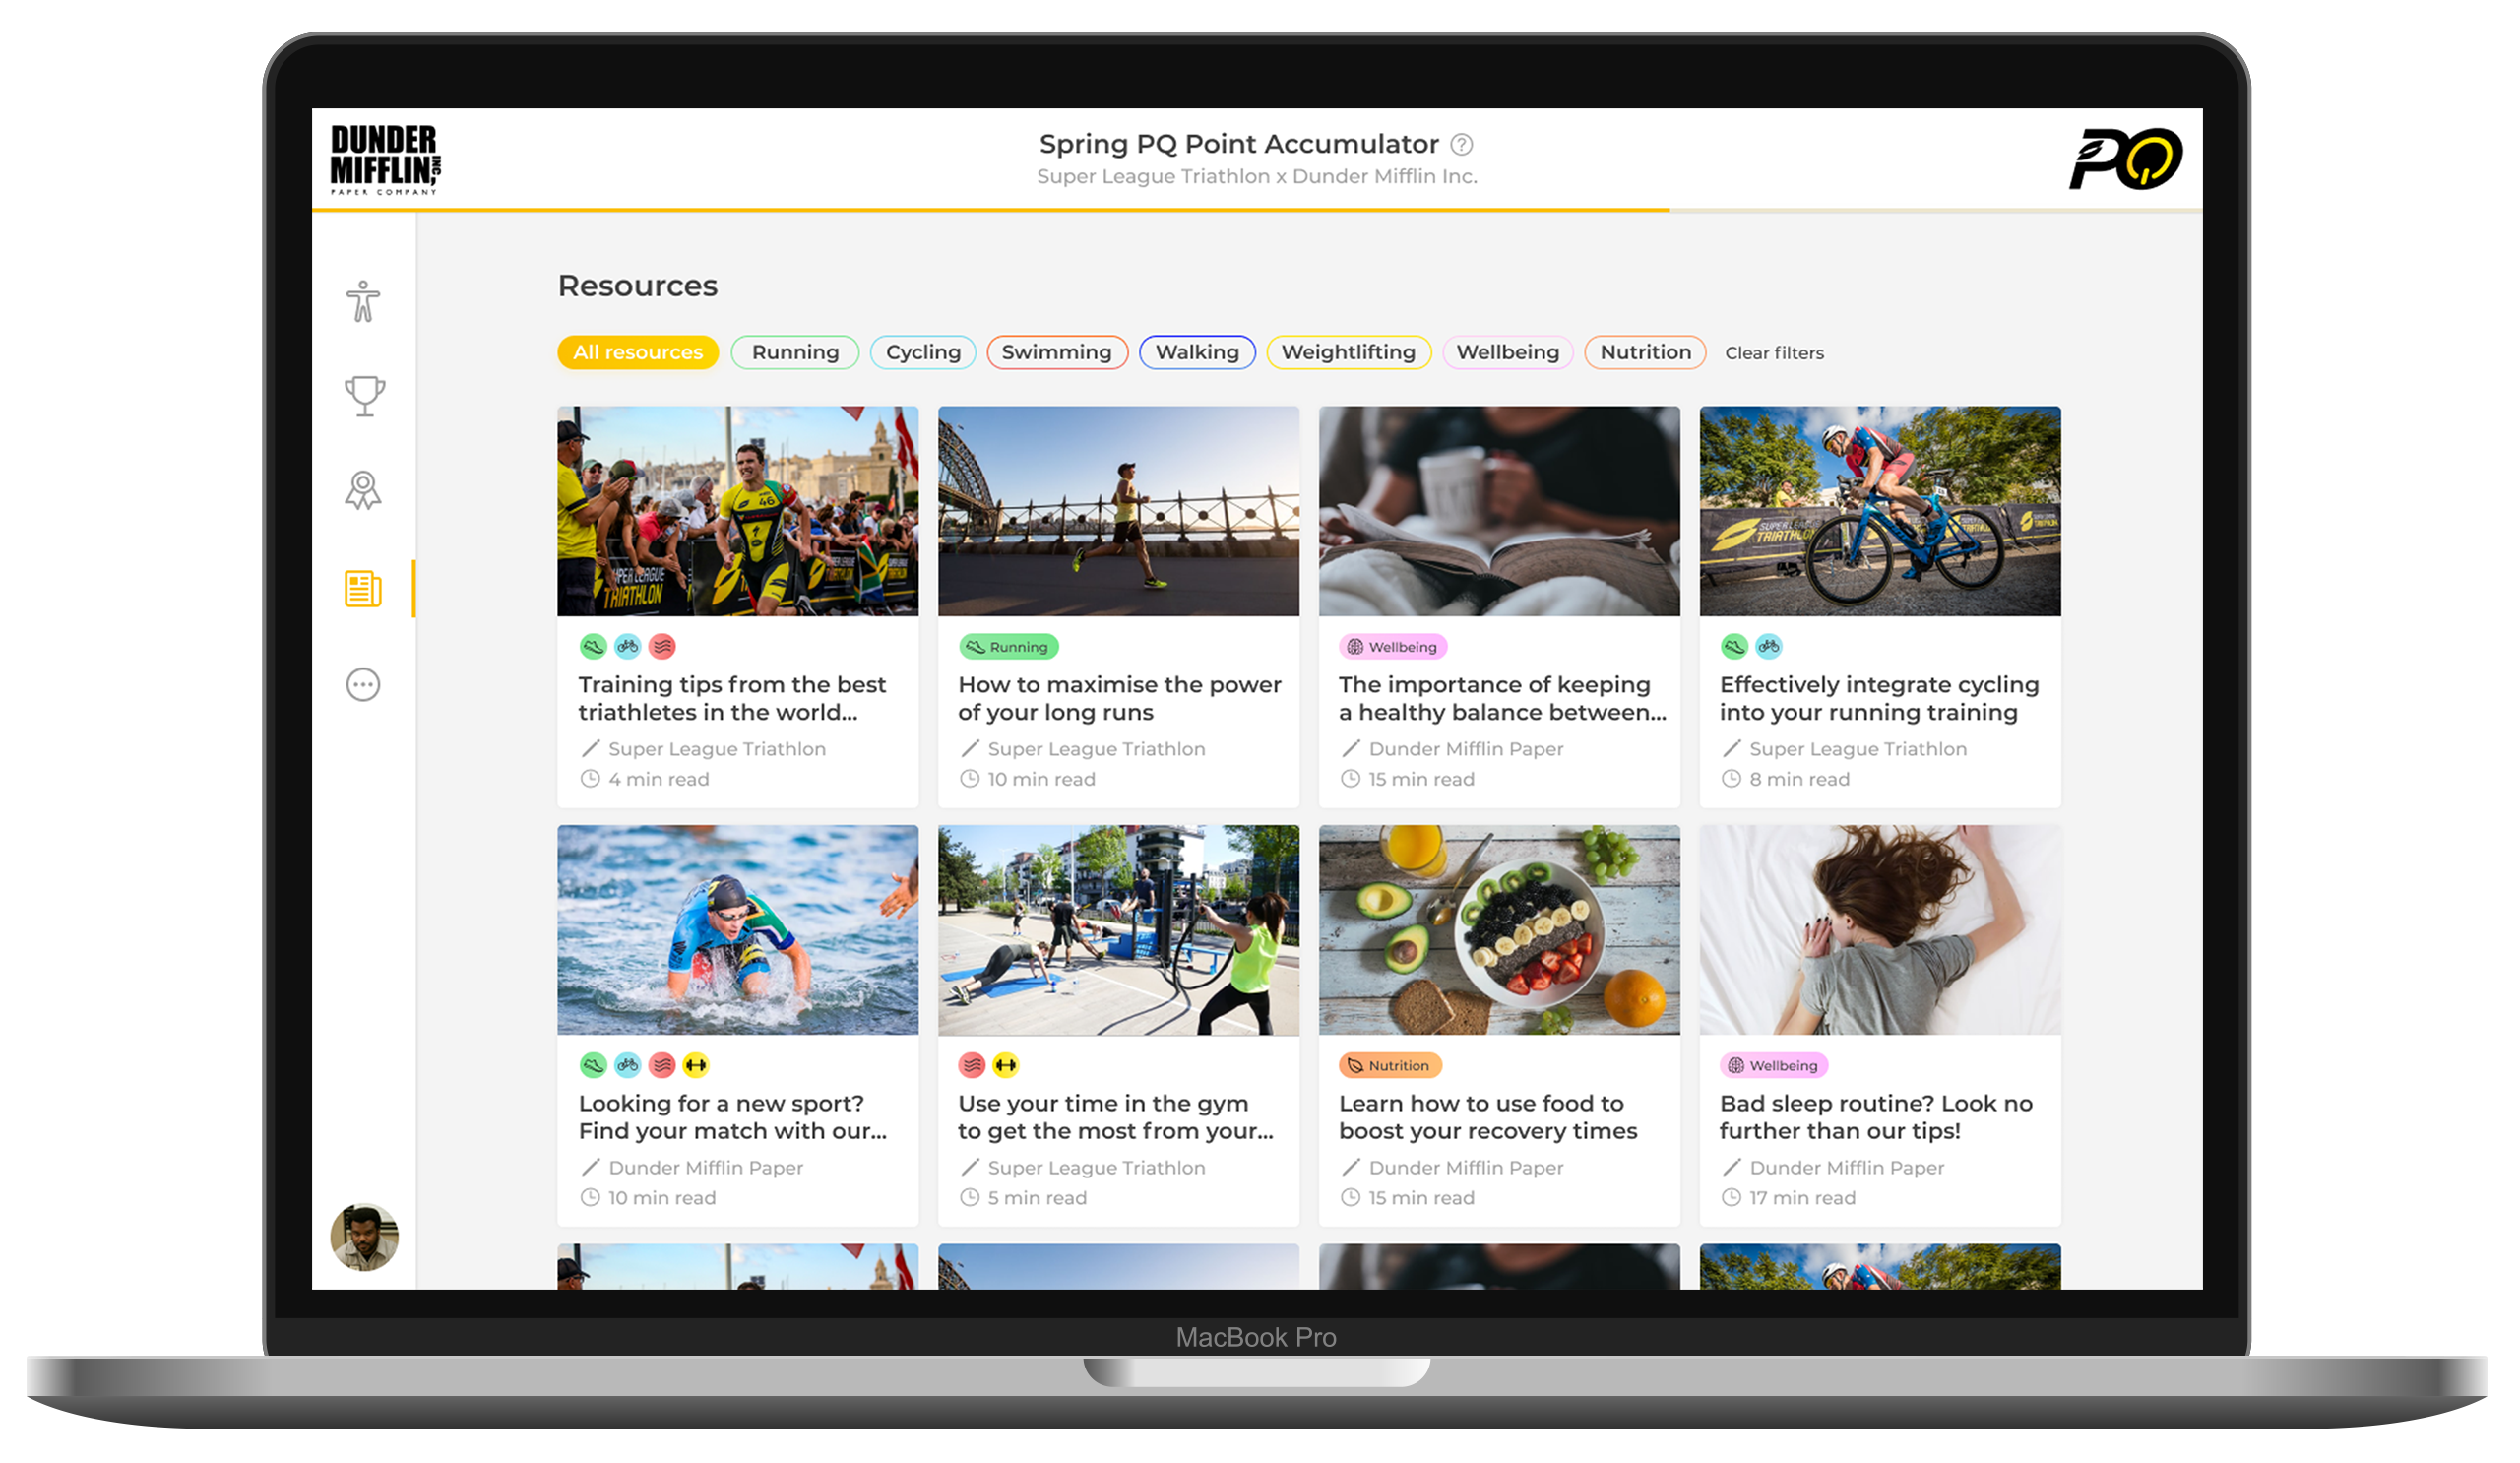 DUNDER
MIFFLIN, INC
PAPER COMPANY
Spring PQ Point Accumulator ?
Super League Triathlon x Dunder Mifflin Inc.
PQ
Resources
All resources
Running
Cycling
Swimming
Walking
Weightlifting
Wellbeing
Nutrition
Clear filters
46
SUPER LEAGUE
TRIATHLON
Training tips from the best
triathletes in the world...
Super League Triathlon
4 min read
Running
How to maximise the power
of your long runs
Super League Triathlon
10 min read
Wellbeing
The importance of keeping
a healthy balance between...
Dunder Mifflin Paper
15 min read
SUPER LEAGUE
TRIATHLON
Effectively integrate cycling
into your running training
Super League Triathlon
8 min read
Looking for a new sport?
Find your match with our...
Dunder Mifflin Paper
10 min read
Use your time in the gym
to get the most from your...
Super League Triathlon
5 min read
Nutrition
Learn how to use food to
boost your recovery times
Dunder Mifflin Paper
15 min read
Wellbeing
Bad sleep routine? Look no
further than our tips!
Dunder Mifflin Paper
17 min read
MacBook Pro